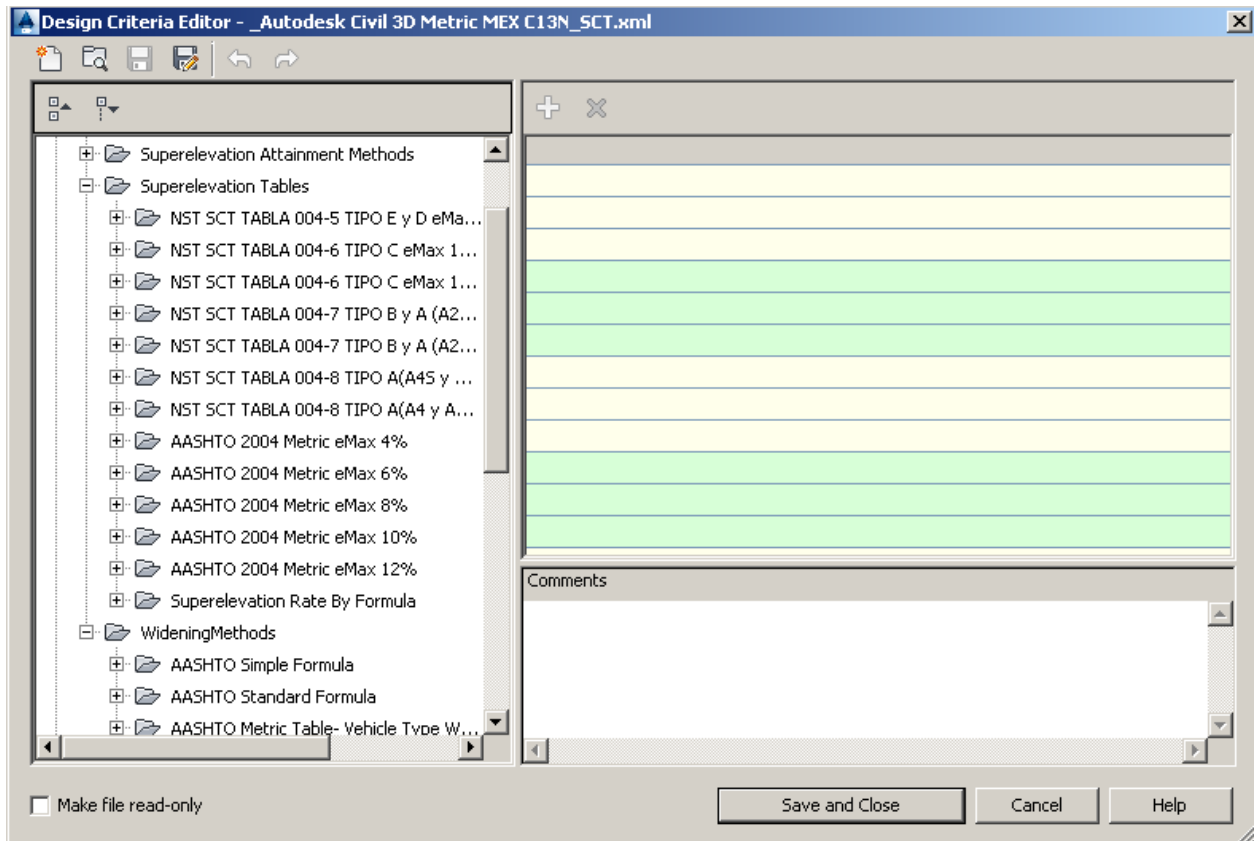 Design Criteria Editor - _Autodesk Civil 3D Metric MEX C13N_SCT.xml
Superelevation Attainment Methods
Superelevation Tables
NST SCT TABLA 004-5 TIPO E y D eMa...
NST SCT TABLA 004-6 TIPO C eMax 1...
NST SCT TABLA 004-6 TIPO C eMax 1...
NST SCT TABLA 004-7 TIPO B y A (A2...
NST SCT TABLA 004-7 TIPO B y A (A2...
NST SCT TABLA 004-8 TIPO A(A4S y ...
NST SCT TABLA 004-8 TIPO A(A4 y A...
AASHTO 2004 Metric eMax 4%
AASHTO 2004 Metric eMax 6%
AASHTO 2004 Metric eMax 8%
AASHTO 2004 Metric eMax 10%
AASHTO 2004 Metric eMax 12%
Superelevation Rate By Formula
WideningMethods
AASHTO Simple Formula
AASHTO Standard Formula
AASHTO Metric Table- Vehicle Type W...
Comments
Make file read-only
Save and Close
Cancel
Help